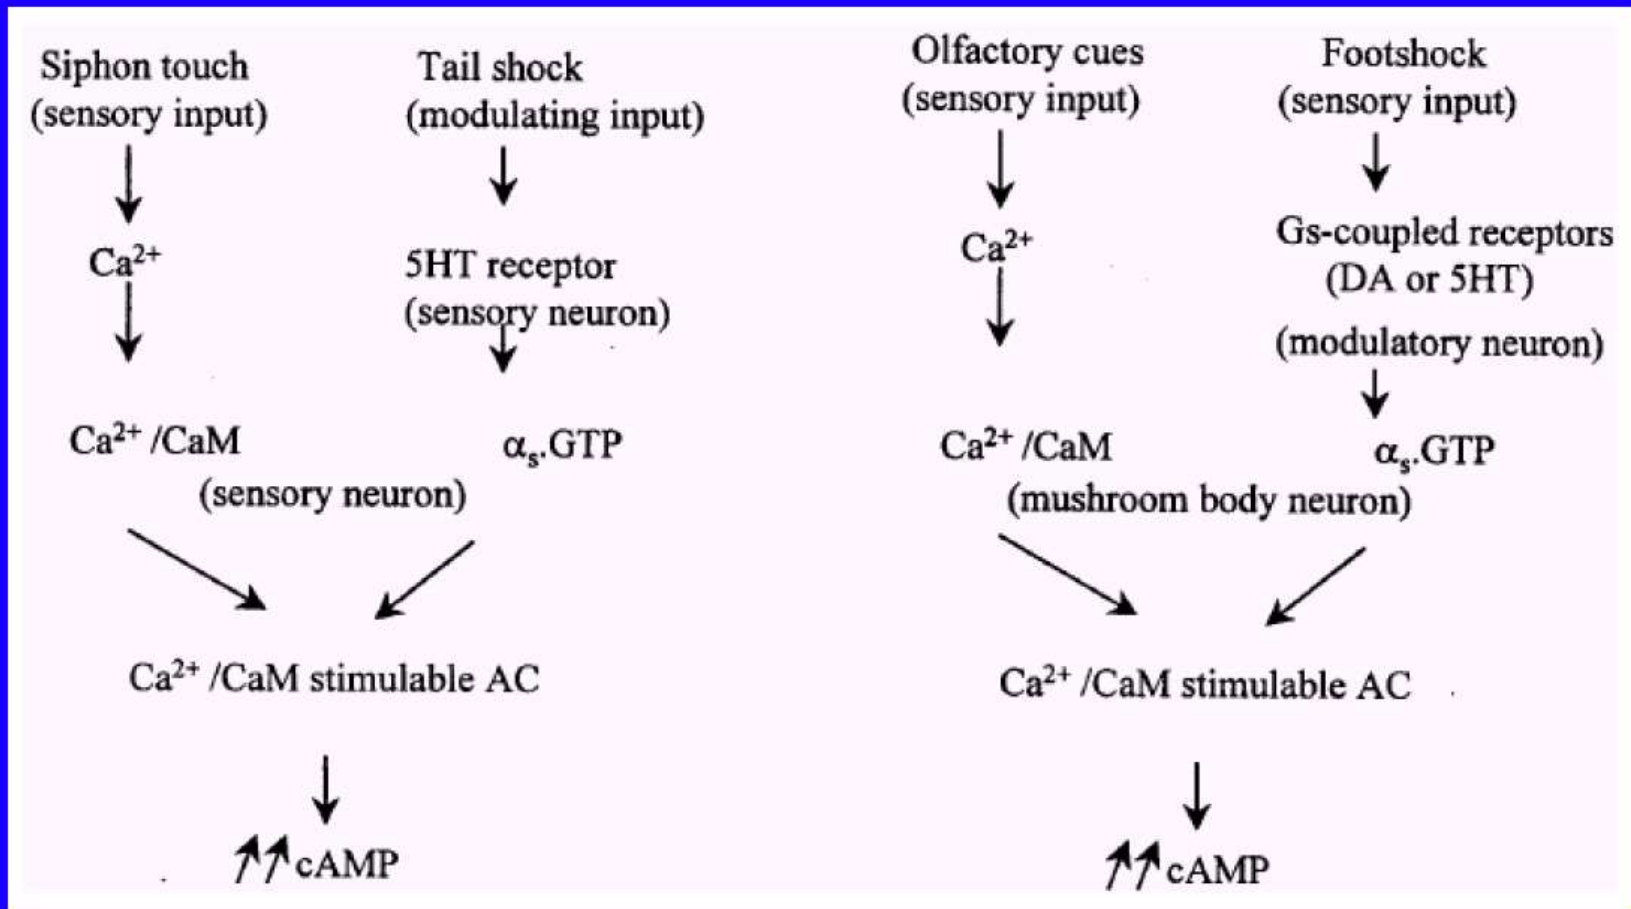 Siphon touch
(sensory input)
Tail shock
(modulating input)
Ca²⁺
5HT receptor
(sensory neuron)
Ca²⁺ /CaM
αₛ.GTP
(sensory neuron)
Ca²⁺ /CaM stimulable AC
cAMP
Olfactory cues
(sensory input)
Footshock
(sensory input)
Ca²⁺
Gs-coupled receptors
(DA or 5HT)
(modulatory neuron)
Ca²⁺ /CaM
αₛ.GTP
(mushroom body neuron)
Ca²⁺ /CaM stimulable AC
cAMP